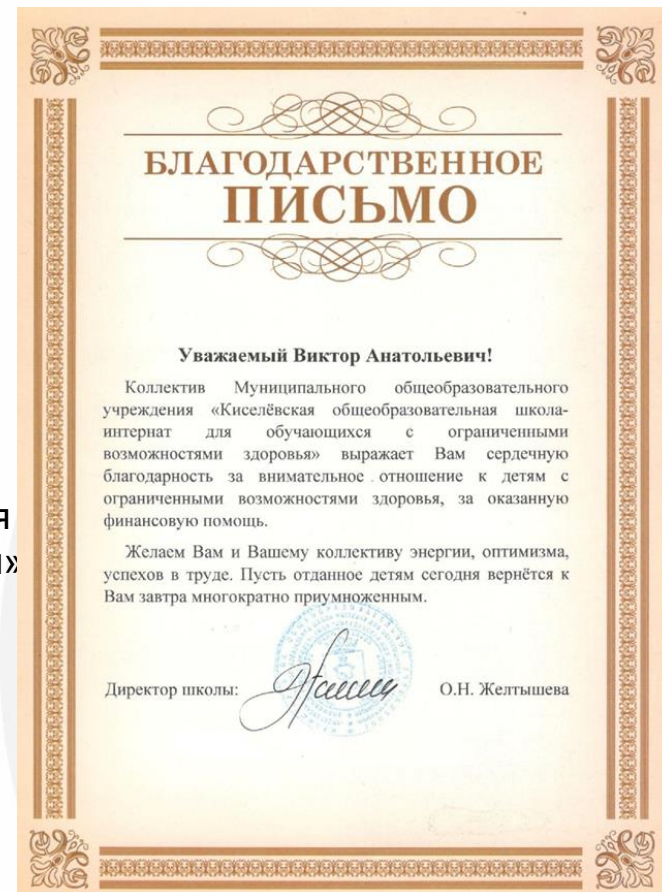 БЛАГОДАРСТВЕННОЕ
ПИСЬМО
Уважаемый Виктор Анатольевич!
Коллектив Муниципального общеобразовательного
учреждения «Киселёвская общеобразовательная школа-
интернат для обучающихся с ограниченными
возможностями здоровья» выражает Вам сердечную
благодарность за внимательное отношение к детям с
ограниченными возможностями здоровья, за оказанную
финансовую помощь.
Желаем Вам и Вашему коллективу энергии, оптимизма,
успехов в труде. Пусть отданное детям сегодня вернётся к
Вам завтра многократно приумноженным.
Директор школы: О.Н. Желтышева